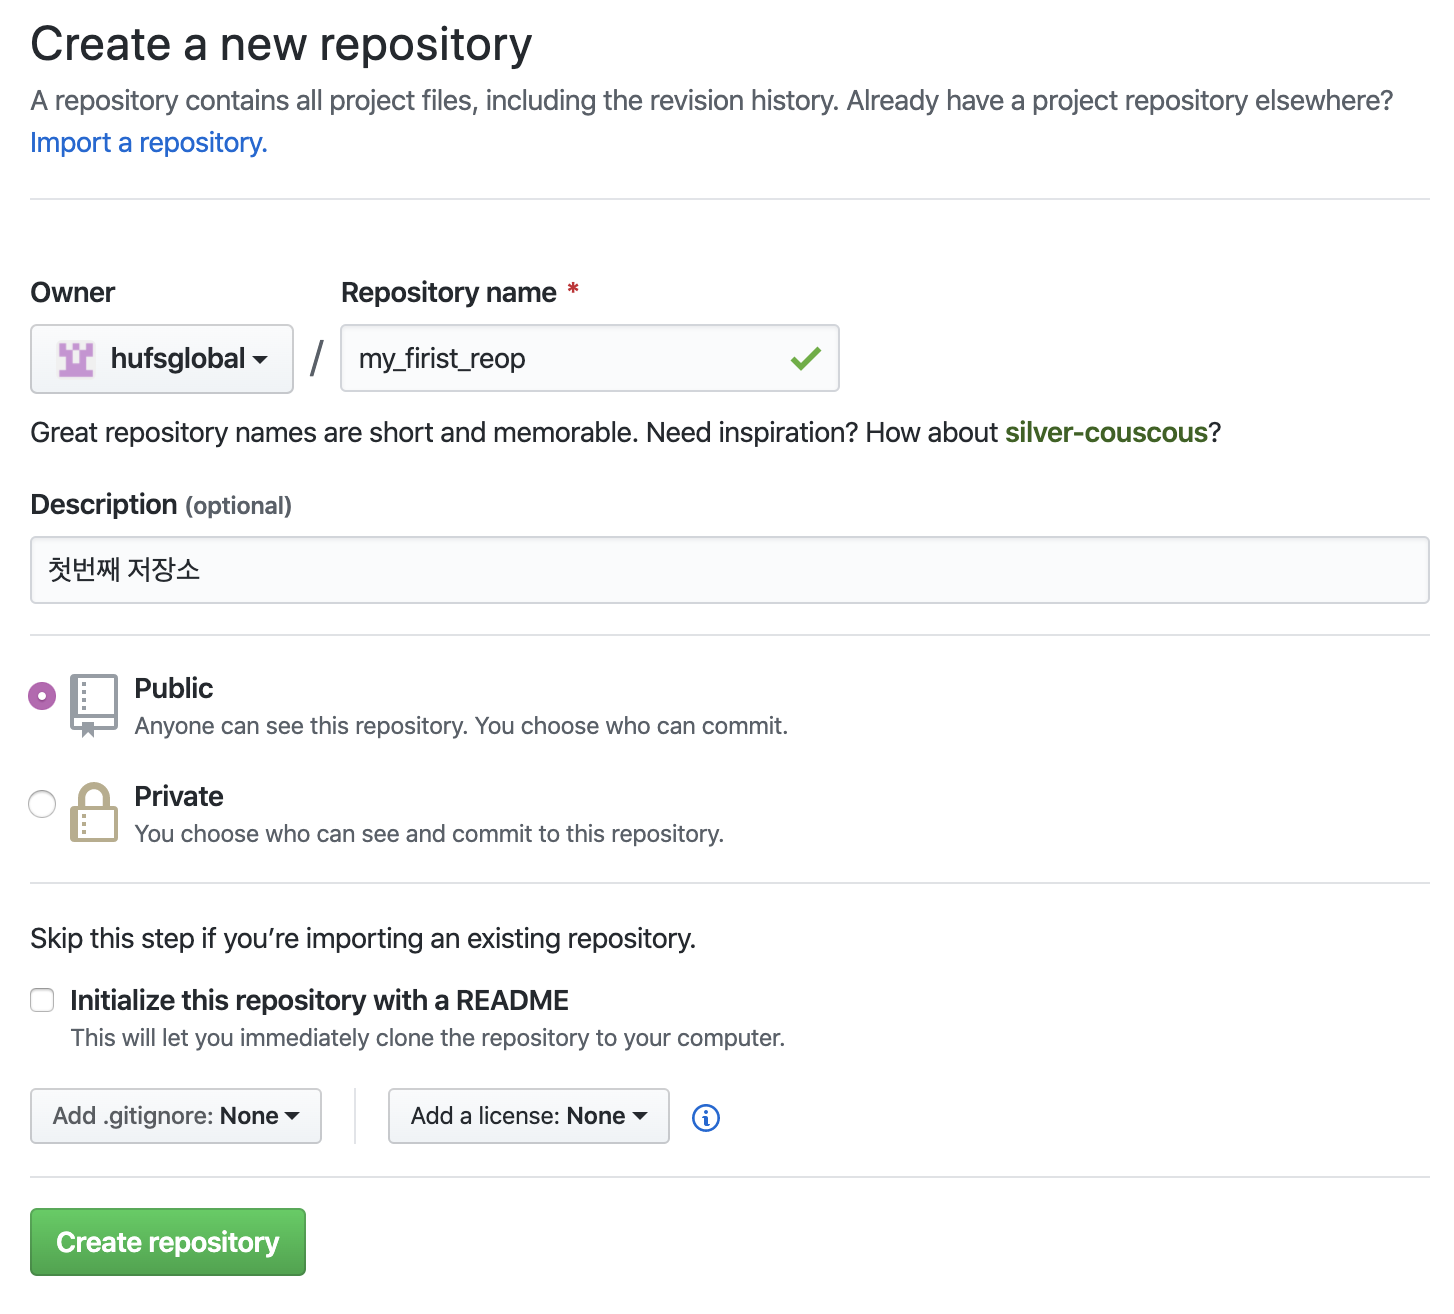 Create a new repository
A repository contains all project files, including the revision history. Already have a project repository elsewhere?
Import a repository.
Owner
Repository name *
hufsglobal
/
my_firist_reop
Great repository names are short and memorable. Need inspiration? How about silver-couscous?
Description (optional)
첫번째 저장소
Public
Anyone can see this repository. You choose who can commit.
Private
You choose who can see and commit to this repository.
Skip this step if you’re importing an existing repository.
Initialize this repository with a README
This will let you immediately clone the repository to your computer.
Add .gitignore: None
Add a license: None
Create repository